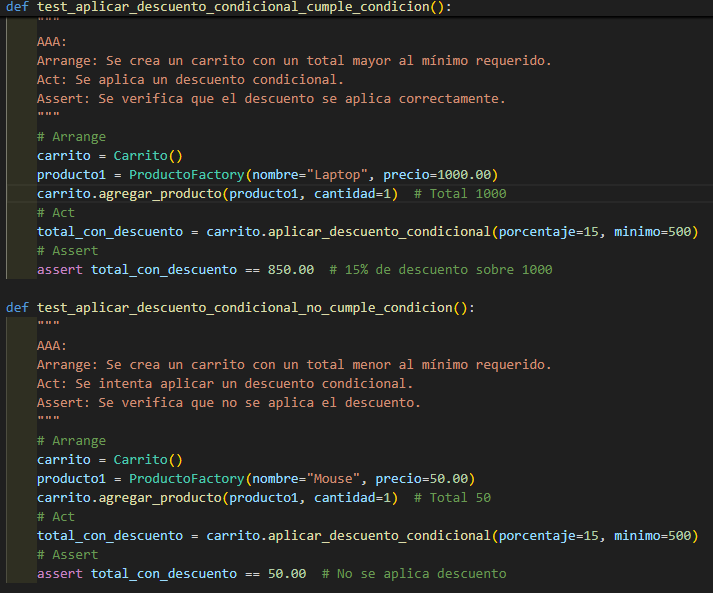 def test_aplicar_descuento_condicional_cumple_condicion():
    """
    AAA:
    Arrange: Se crea un carrito con un total mayor al mínimo requerido.
    Act: Se aplica un descuento condicional.
    Assert: Se verifica que el descuento se aplica correctamente.
    """
    # Arrange
    carrito = Carrito()
    producto1 = ProductoFactory(nombre="Laptop", precio=1000.00)
    carrito.agregar_producto(producto1, cantidad=1)  # Total 1000
    # Act
    total_con_descuento = carrito.aplicar_descuento_condicional(porcentaje=15, minimo=500)
    # Assert
    assert total_con_descuento == 850.00  # 15% de descuento sobre 1000
def test_aplicar_descuento_condicional_no_cumple_condicion():
    """
    AAA:
    Arrange: Se crea un carrito con un total menor al mínimo requerido.
    Act: Se intenta aplicar un descuento condicional.
    Assert: Se verifica que no se aplica el descuento.
    """
    # Arrange
    carrito = Carrito()
    producto1 = ProductoFactory(nombre="Mouse", precio=50.00)
    carrito.agregar_producto(producto1, cantidad=1)  # Total 50
    # Act
    total_con_descuento = carrito.aplicar_descuento_condicional(porcentaje=15, minimo=500)
    # Assert
    assert total_con_descuento == 50.00  # No se aplica descuento